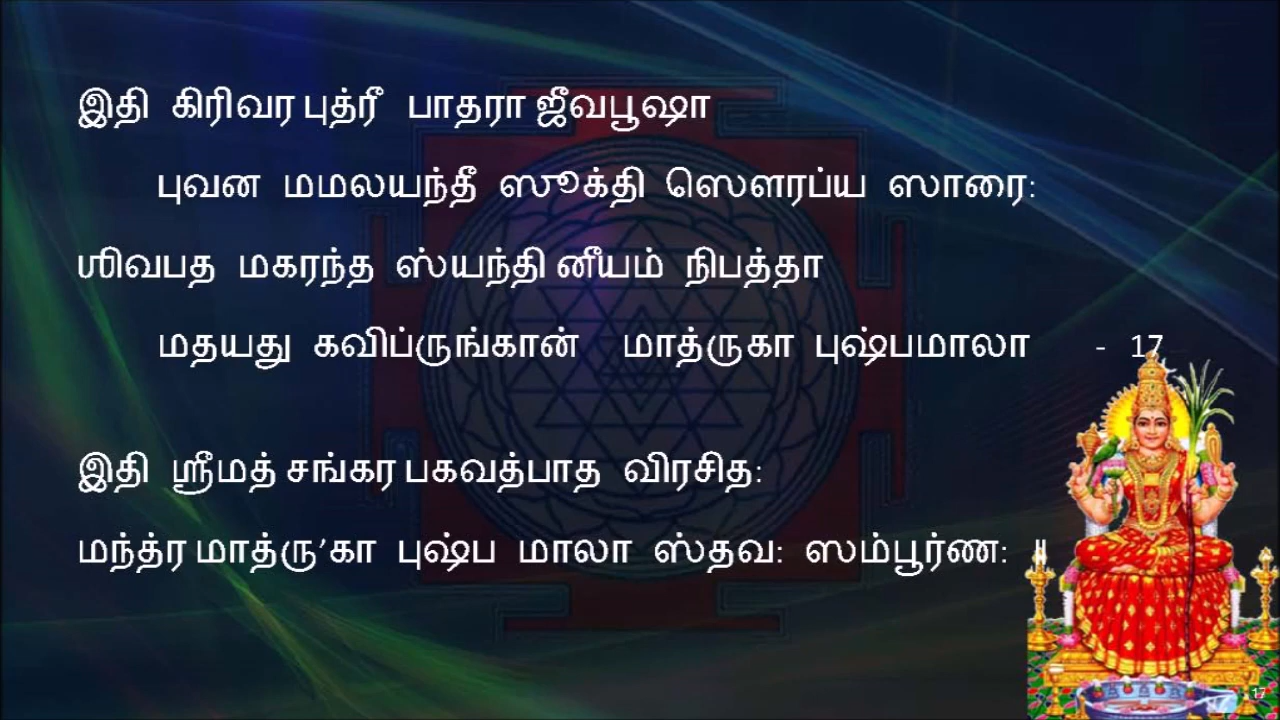 இதி கிரிவர புத்ரீ பாதரா ஜீவபூஷா
புவன மமலயந்தீ ஸூக்தி ஸௌரப்ய ஸாரை:
ஶிவபத மகரந்த ஸ்யந்தி னீயம் நிபத்தா
மதயது கவிப்ருங்கான் மாத்ருகா புஷ்பமாலா - 17
இதி ஶ்ரீமத் சங்கர பகவத்பாத விரசித:
மந்த்ர மாத்ரு’கா புஷ்ப மாலா ஸ்தவ: ஸம்பூர்ண: ॥
17